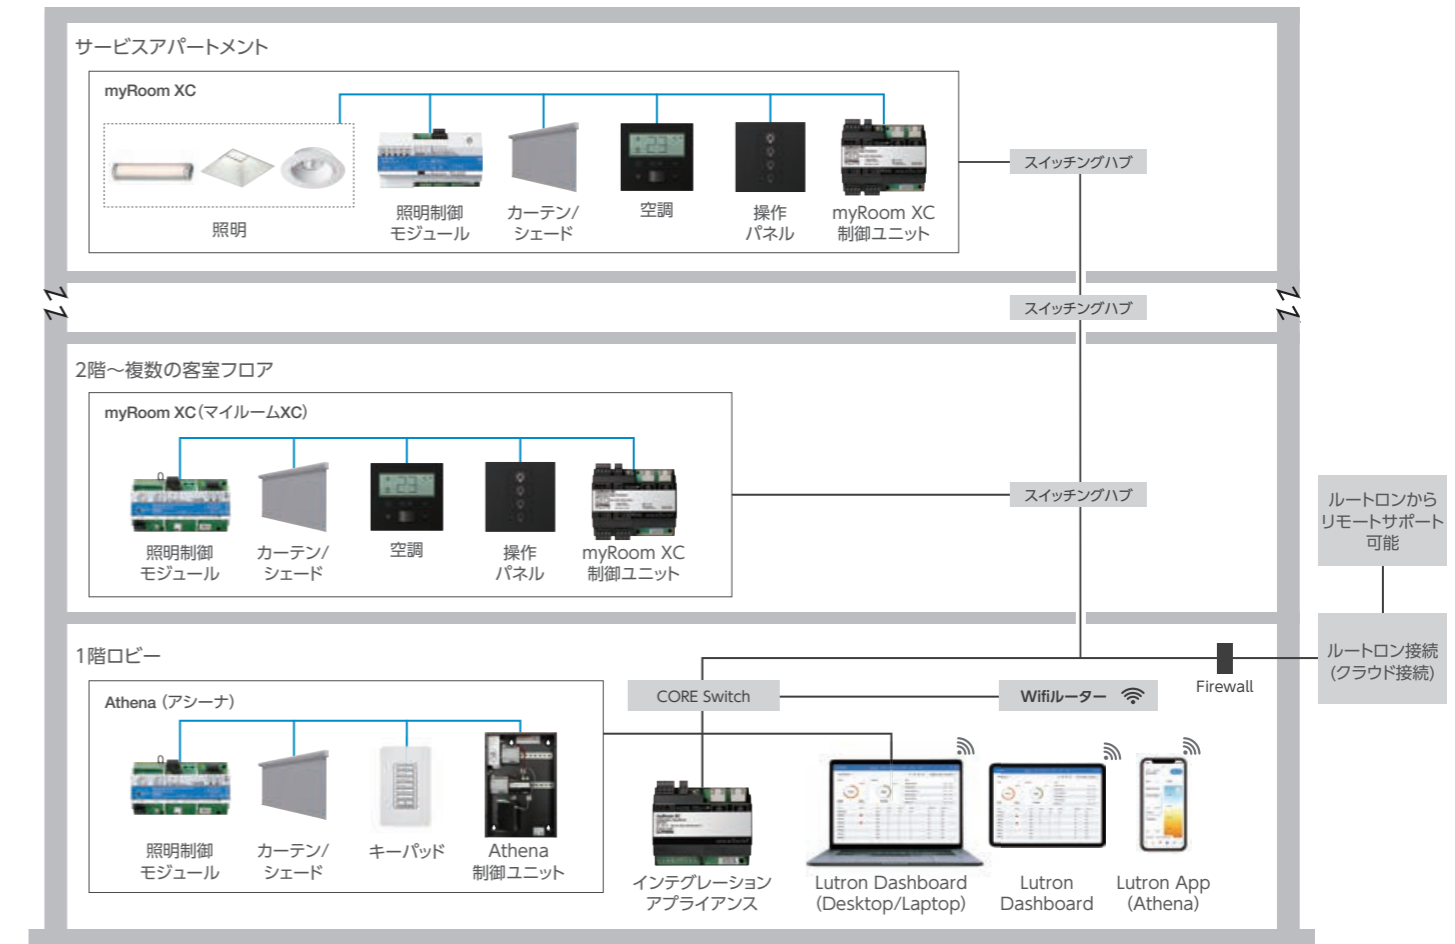 サービスアパートメント
myRoom XC
照明
照明制御
モジュール
カーテン/
シェード
空調
操作
パネル
myRoom XC
制御ユニット
スイッチングハブ
スイッチングハブ
2階～複数の客室フロア
myRoom XC（マイルームXC）
照明制御
モジュール
カーテン/
シェード
空調
操作
パネル
myRoom XC
制御ユニット
スイッチングハブ
ルートロンから
リモートサポート
可能
ルートロン接続
(クラウド接続)
1階ロビー
Athena（アシーナ）
照明制御
モジュール
カーテン/
シェード
キーパッド
Athena
制御ユニット
CORE Switch
Wifiルーター
Firewall
インテグレーション
アプライアンス
Lutron Dashboard
(Desktop/Laptop)
Lutron
Dashboard
Lutron App
(Athena)